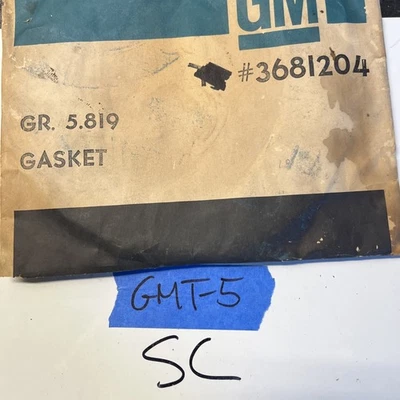 GM
#3681204
GR. 5.819
GASKET
GMT-5
SC